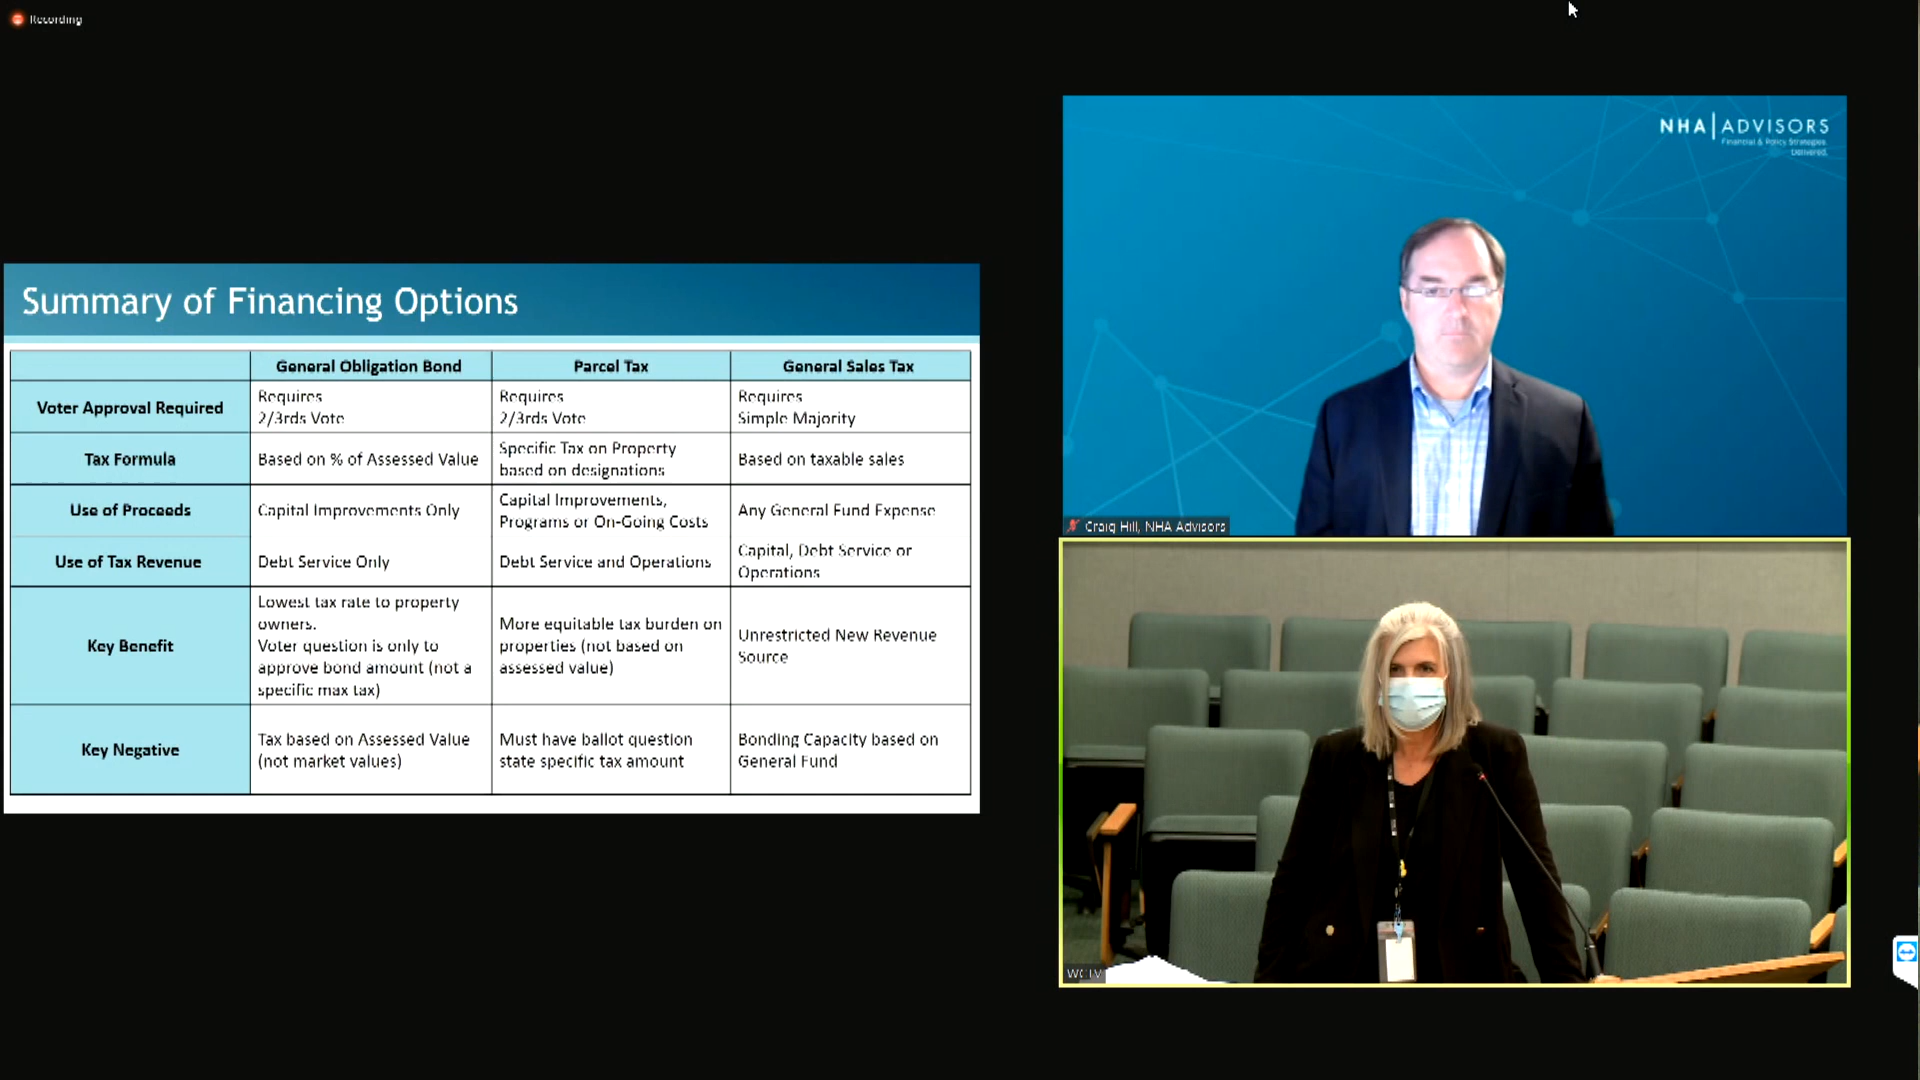 Recording
NHA ADVISORS
Financial & Policy Strategies.
Delivered.
Summary of Financing Options
General Obligation Bond
Parcel Tax
General Sales Tax
Voter Approval Required
Requires
2/3rds Vote
Requires
2/3rds Vote
Requires
Simple Majority
Tax Formula
Based on % of Assessed Value
Specific Tax on Property
based on designations
Based on taxable sales
Use of Proceeds
Capital Improvements Only
Capital Improvements,
Programs or On-Going Costs
Any General Fund Expense
Use of Tax Revenue
Debt Service Only
Debt Service and Operations
Capital, Debt Service or
Operations
Key Benefit
Lowest tax rate to property
owners.
Voter question is only to
approve bond amount (not a
specific max tax)
More equitable tax burden on
properties (not based on
assessed value)
Unrestricted New Revenue
Source
Key Negative
Tax based on Assessed Value
(not market values)
Must have ballot question
state specific tax amount
Bonding Capacity based on
General Fund
Craig Hill, NHA Advisors
WCTV